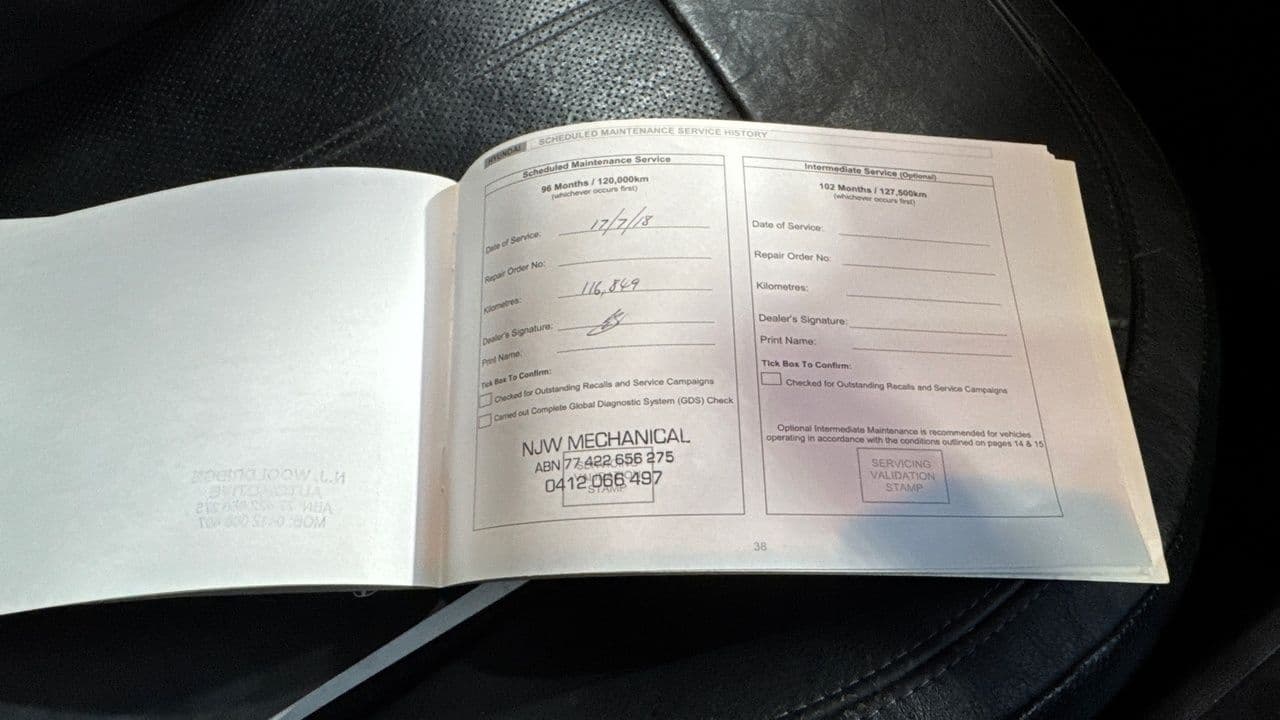 HYUNDAI SCHEDULED MAINTENANCE SERVICE HISTORY
Scheduled Maintenance Service
96 Months / 120,000km
(whichever occurs first)
Date of Service: 17/7/18
Repair Order No:
Kilometres: 116,849
Dealer's Signature:
Print Name:
Tick Box To Confirm:
Checked for Outstanding Recalls and Service Campaigns
Carried out Complete Global Diagnostic System (GDS) Check
NJW MECHANICAL
ABN 77 422 656 275
0412 066 497
SERVICING
VALIDATION
STAMP
Intermediate Service (Optional)
102 Months / 127,500km
(whichever occurs first)
Date of Service:
Repair Order No:
Kilometres:
Dealer's Signature:
Print Name:
Tick Box To Confirm:
Checked for Outstanding Recalls and Service Campaigns
Optional Intermediate Maintenance is recommended for vehicles
operating in accordance with the conditions outlined on pages 14 & 15
SERVICING
VALIDATION
STAMP
38